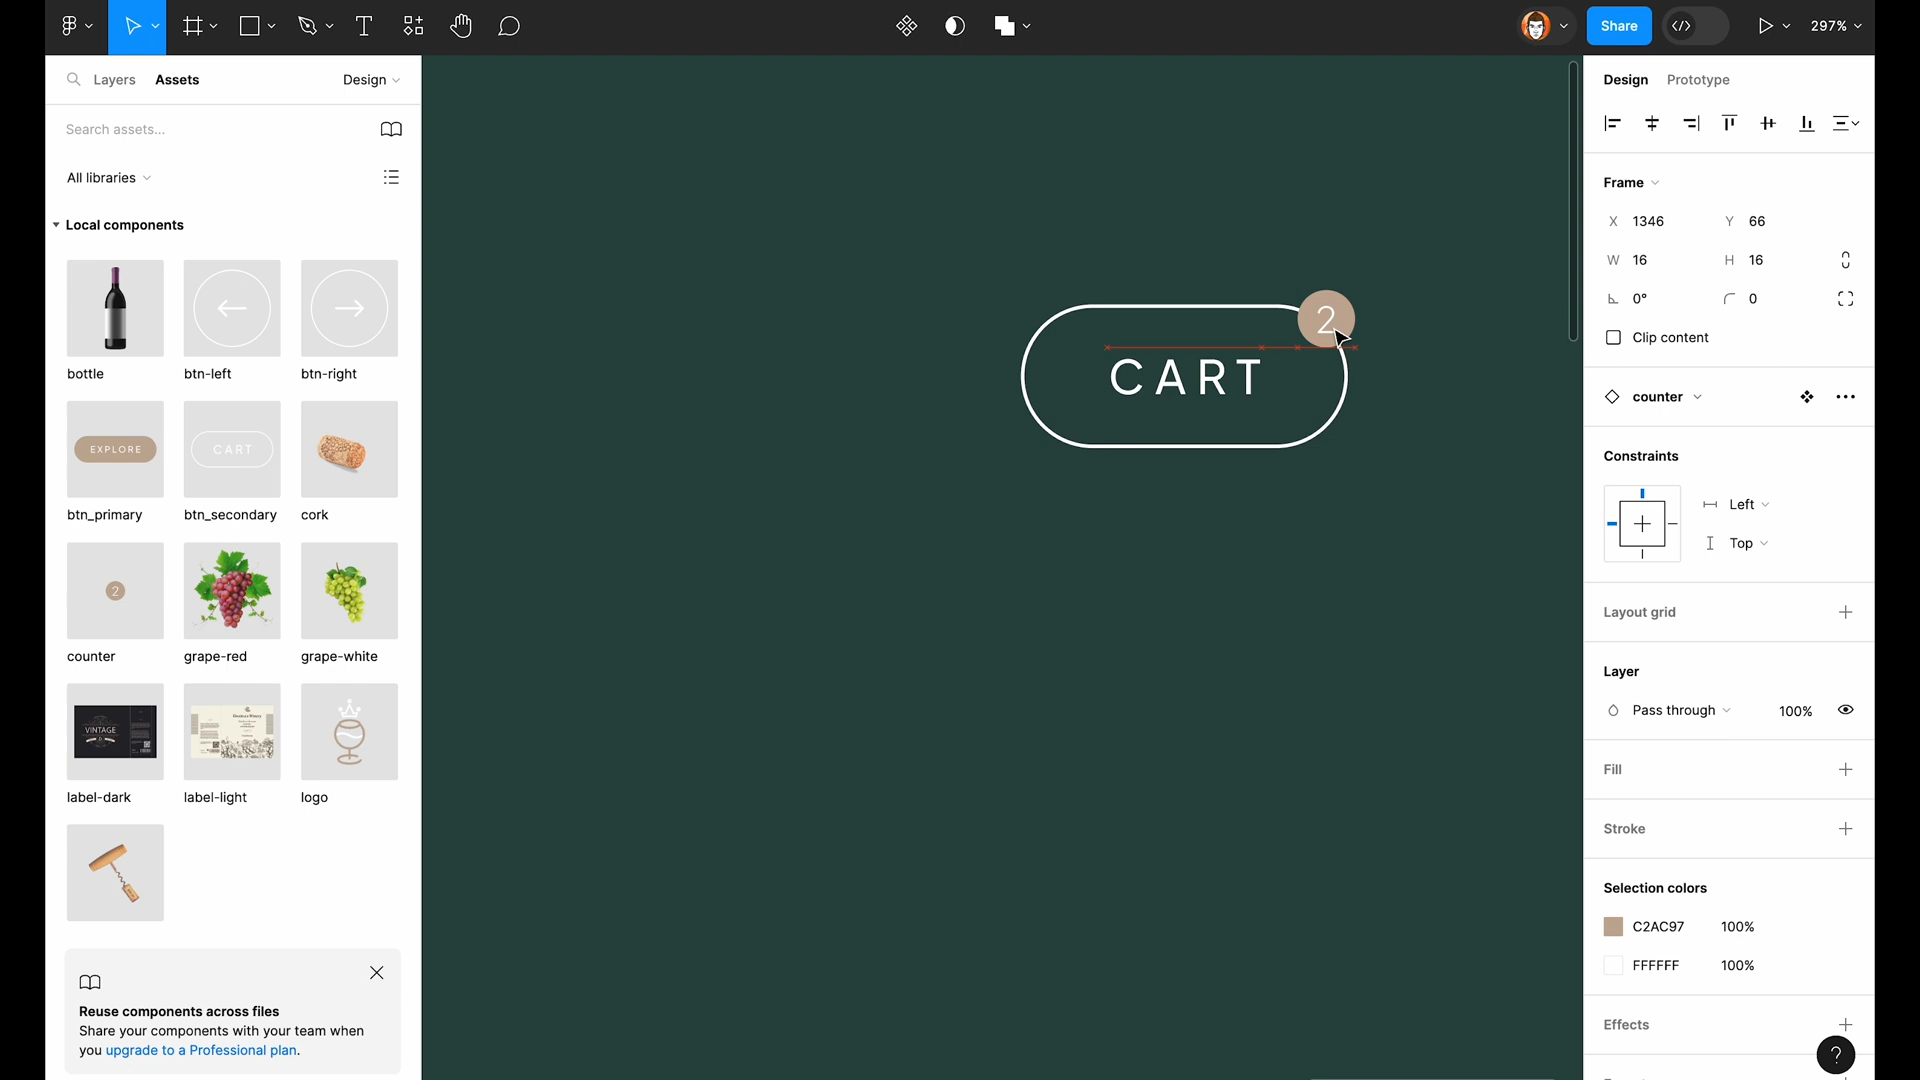 Share
297%
Layers
Assets
Design
Search assets...
All libraries
Local components
bottle
btn-left
btn-right
EXPLORE
CART
btn_primary
btn_secondary
cork
2
counter
grape-red
grape-white
VINTAGE
label-dark
label-light
logo
Reuse components across files
Share your components with your team when
you upgrade to a Professional plan.
2
CART
Design
Prototype
Frame
X 1346
Y 66
W 16
H 16
0°
0
Clip content
counter
Constraints
Left
Top
Layout grid
Layer
Pass through
100%
Fill
Stroke
Selection colors
C2AC97
100%
FFFFFF
100%
Effects
?